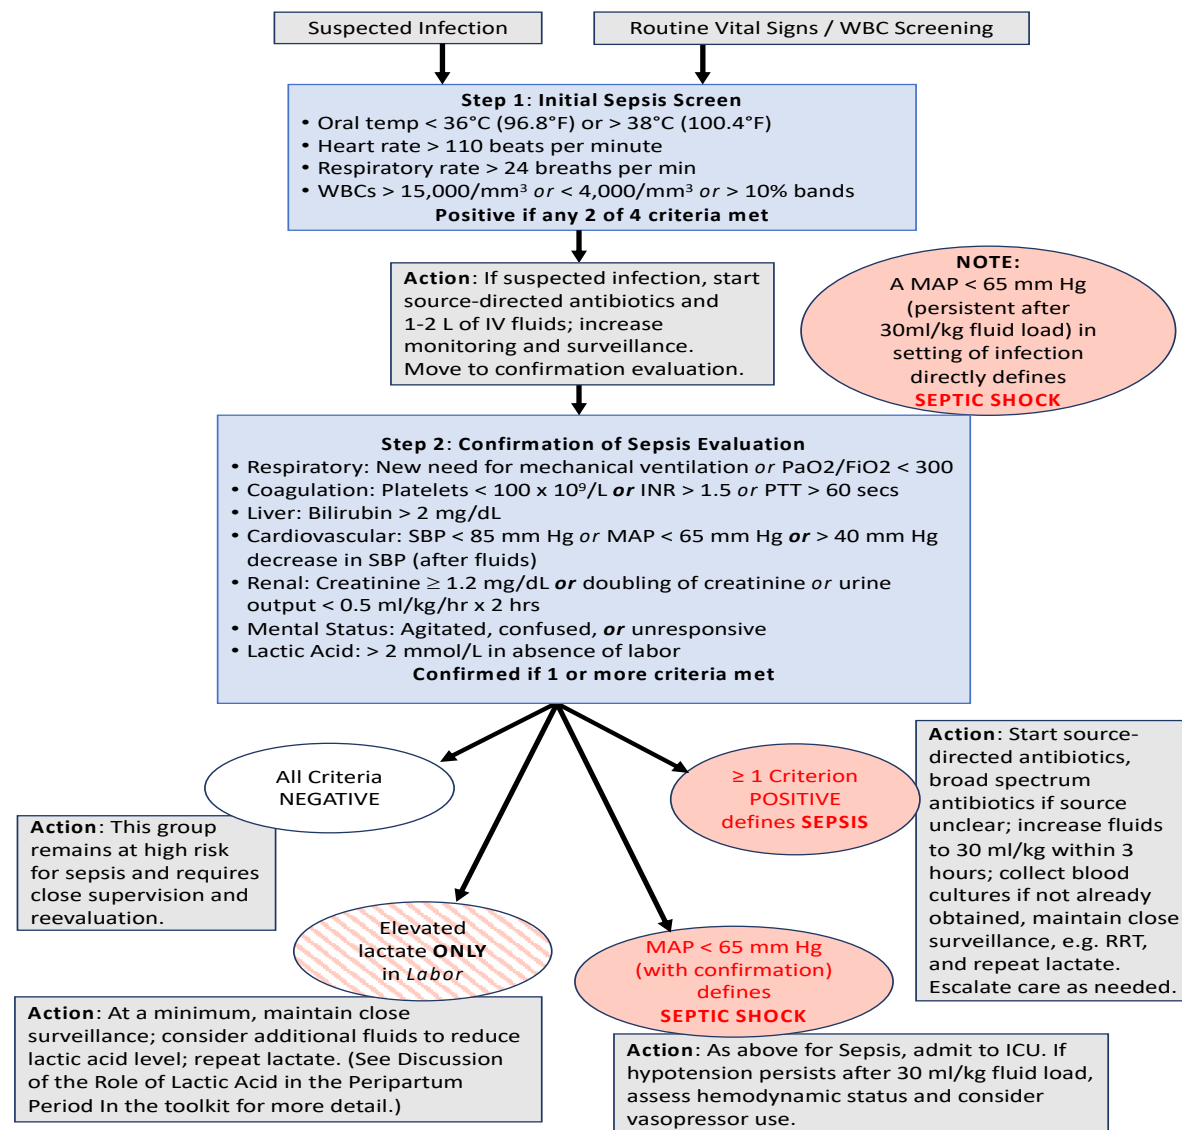 Suspected Infection
Routine Vital Signs / WBC Screening
Step 1: Initial Sepsis Screen
• Oral temp < 36°C (96.8°F) or > 38°C (100.4°F)
• Heart rate > 110 beats per minute
• Respiratory rate > 24 breaths per min
• WBCs > 15,000/mm³ or < 4,000/mm³ or > 10% bands
Positive if any 2 of 4 criteria met
Action: If suspected infection, start
source-directed antibiotics and
1-2 L of IV fluids; increase
monitoring and surveillance.
Move to confirmation evaluation.
NOTE:
A MAP < 65 mm Hg
(persistent after
30ml/kg fluid load) in
setting of infection
directly defines
SEPTIC SHOCK
Step 2: Confirmation of Sepsis Evaluation
• Respiratory: New need for mechanical ventilation or PaO2/FiO2 < 300
• Coagulation: Platelets < 100 x 10⁹/L or INR > 1.5 or PTT > 60 secs
• Liver: Bilirubin > 2 mg/dL
• Cardiovascular: SBP < 85 mm Hg or MAP < 65 mm Hg or > 40 mm Hg
decrease in SBP (after fluids)
• Renal: Creatinine ≥ 1.2 mg/dL or doubling of creatinine or urine
output < 0.5 ml/kg/hr x 2 hrs
• Mental Status: Agitated, confused, or unresponsive
• Lactic Acid: > 2 mmol/L in absence of labor
Confirmed if 1 or more criteria met
All Criteria
NEGATIVE
Action: This group
remains at high risk
for sepsis and requires
close supervision and
reevaluation.
Elevated
lactate ONLY
in Labor
Action: At a minimum, maintain close
surveillance; consider additional fluids to reduce
lactic acid level; repeat lactate. (See Discussion
of the Role of Lactic Acid in the Peripartum
Period In the toolkit for more detail.)
MAP < 65 mm Hg
(with confirmation)
defines
SEPTIC SHOCK
Action: As above for Sepsis, admit to ICU. If
hypotension persists after 30 ml/kg fluid load,
assess hemodynamic status and consider
vasopressor use.
≥ 1 Criterion
POSITIVE
defines SEPSIS
Action: Start source-
directed antibiotics,
broad spectrum
antibiotics if source
unclear; increase fluids
to 30 ml/kg within 3
hours; collect blood
cultures if not already
obtained, maintain close
surveillance, e.g. RRT,
and repeat lactate.
Escalate care as needed.